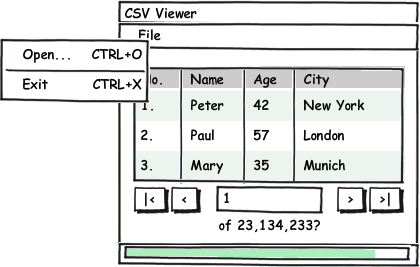 CSV Viewer
File
Open... CTRL+O
Exit CTRL+X
No. Name Age City
1. Peter 42 New York
2. Paul 57 London
3. Mary 35 Munich
|< < 1 > >|
of 23,134,233?